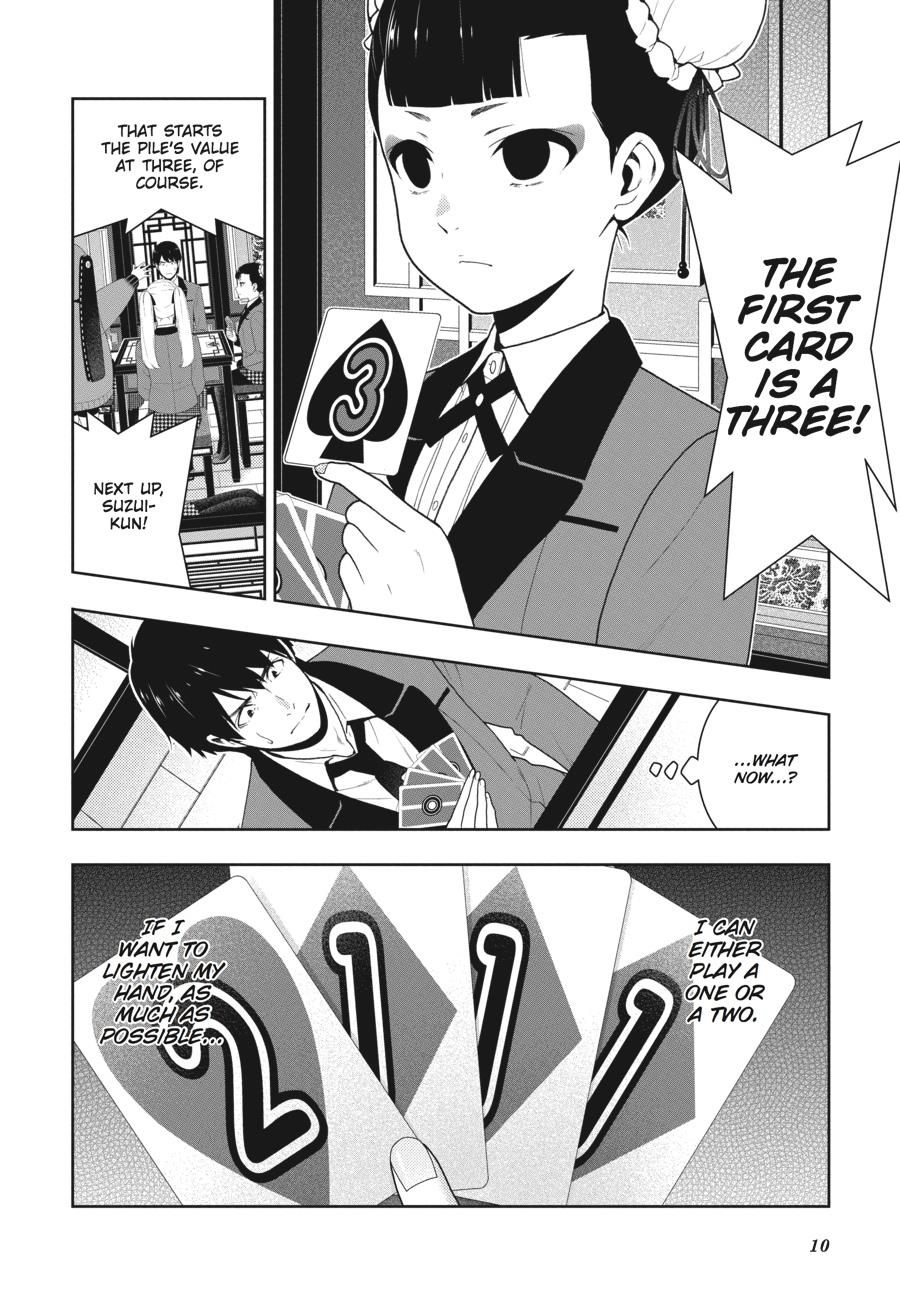 THE
FIRST
CARD
IS A
THREE!
3
THAT STARTS
THE PILE'S VALUE
AT THREE, OF
COURSE.
NEXT UP,
SUZUI-
KUN!
...WHAT
NOW...?
I CAN
EITHER
PLAY A
ONE OR
A TWO.
IF I
WANT TO
LIGHTEN MY
HAND, AS
MUCH AS
POSSIBLE...
2 1 1 1
10